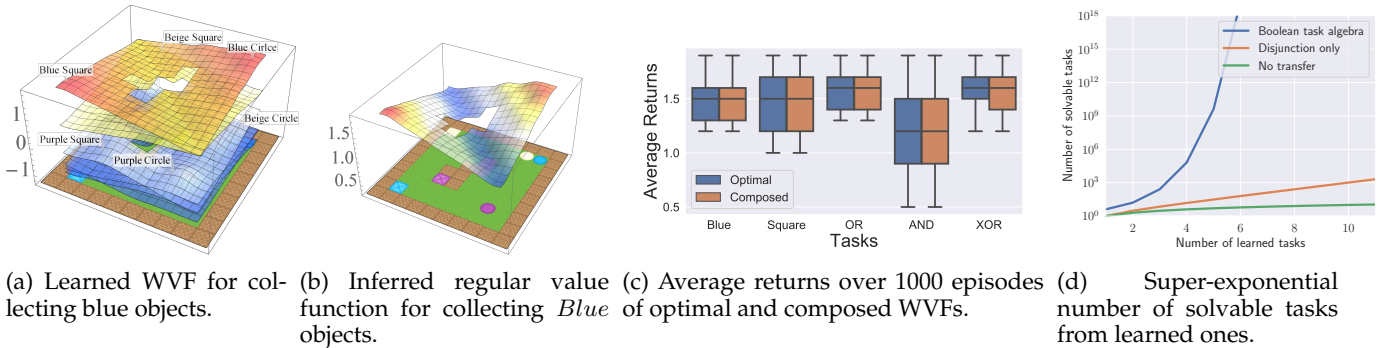 Beige Square
Blue Cirlce
Blue Square
1
0
−1
Purple Square
Beige Circle
Purple Circle
1.5
1.0
0.5
Average Returns
1.5
1.0
0.5
Optimal
Composed
Blue
Square
OR
AND
XOR
Tasks
Number of solvable tasks
10^18
10^15
10^12
10^9
10^6
10^3
10^0
Boolean task algebra
Disjunction only
No transfer
2
4
6
8
10
Number of learned tasks
(a) Learned WVF for col-
lecting blue objects.
(b) Inferred regular value
function for collecting Blue
objects.
(c) Average returns over 1000 episodes
of optimal and composed WVFs.
(d) Super-exponential
number of solvable tasks
from learned ones.